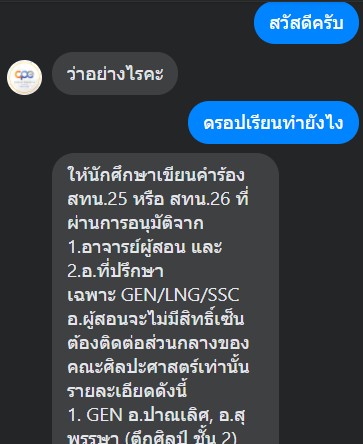 สวัสดีครับ
ว่าอย่างไรคะ
cpe
ดรอปเรียนทำยังไง
ให้นักศึกษาเขียนคำร้อง
สทน.25 หรือ สทน.26 ที่
ผ่านการอนุมัติจาก
1.อาจารย์ผู้สอน และ
2.อ.ที่ปรึกษา
เฉพาะ GEN/LNG/SSC
อ.ผู้สอนจะไม่มีสิทธิ์เซ็น
ต้องติดต่อส่วนกลางของ
คณะศิลปะศาสตร์เท่านั้น
รายละเอียดดังนี้
1. GEN อ.ปาณเลิศ, อ.สุ
พรรษา (ตึกศิลป์ ชั้น 2)